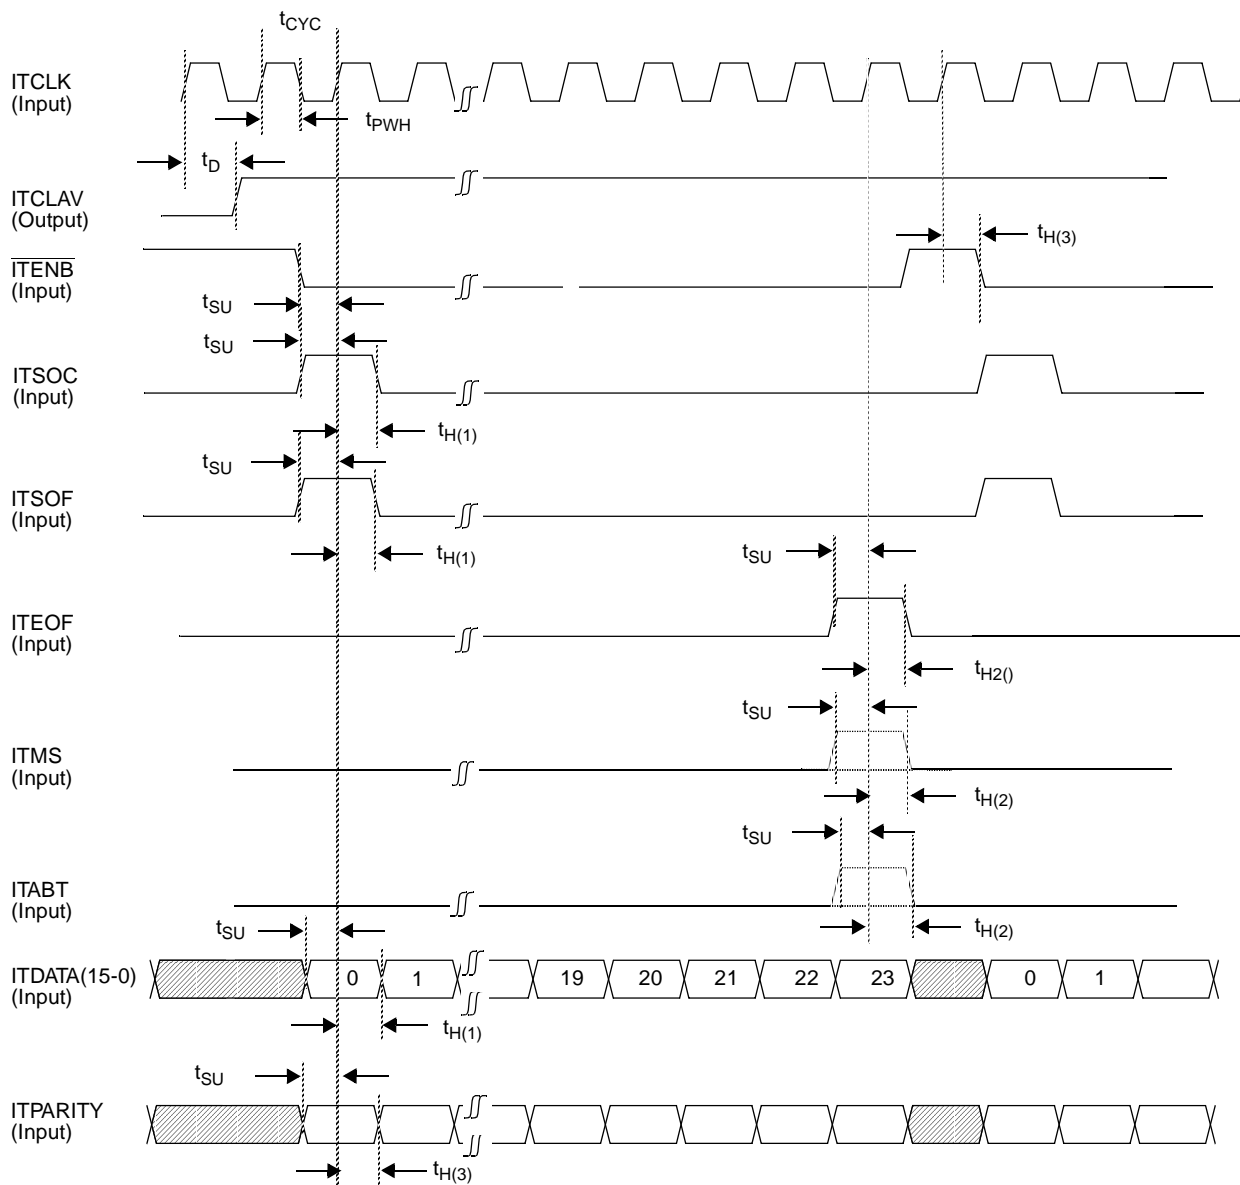 tCYC
ITCLK
(Input)
tPWH
tD
ITCLAV
(Output)
tH(3)
ITENB
(Input)
tSU
tSU
ITSOC
(Input)
tH(1)
tSU
ITSOF
(Input)
tH(1)
tSU
ITEOF
(Input)
tH2()
tSU
ITMS
(Input)
tH(2)
tSU
ITABT
(Input)
tH(2)
tSU
ITDATA(15-0) 0 1 19 20 21 22 23 0 1
(Input)
tH(1)
tSU
ITPARITY
(Input)
tH(3)